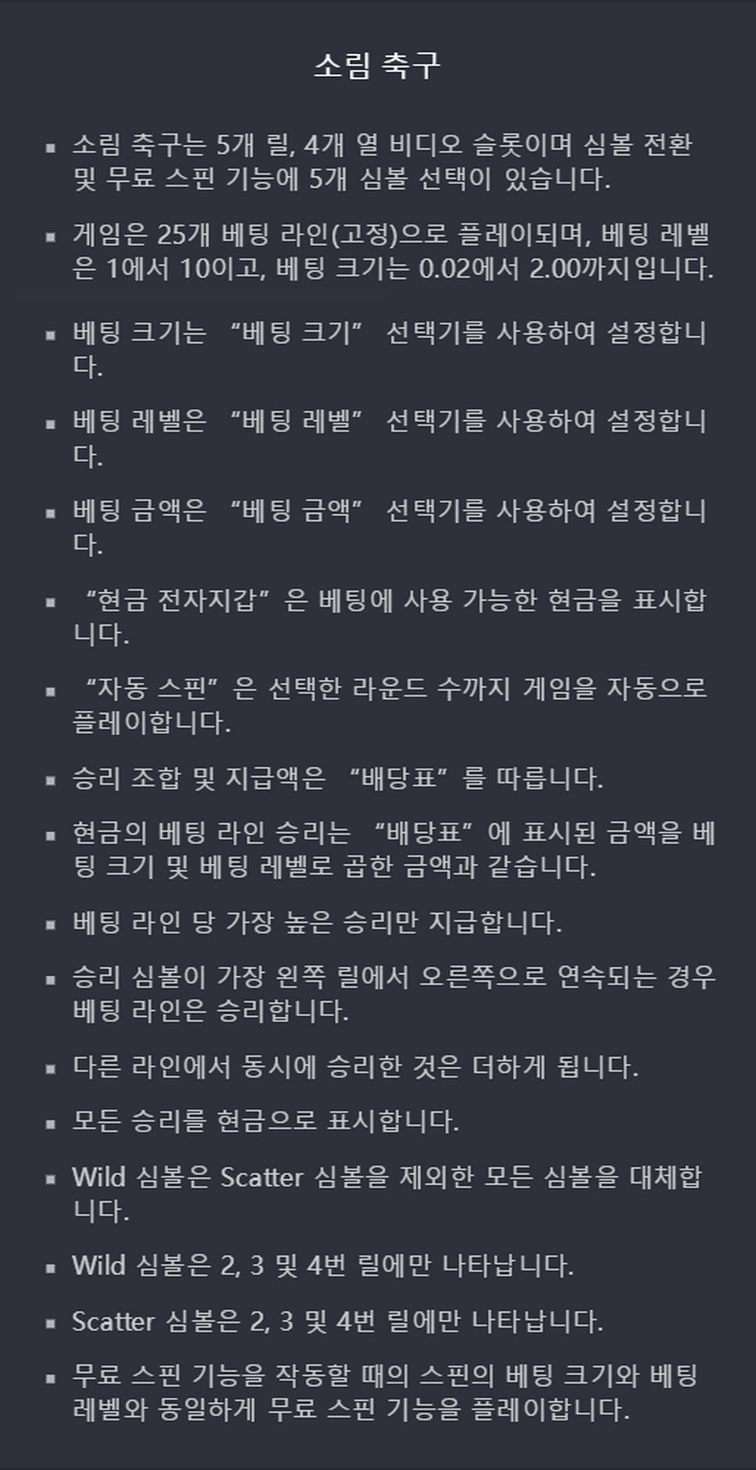 소림 축구
▪ 소림 축구는 5개 릴, 4개 열 비디오 슬롯이며 심볼 전환
및 무료 스핀 기능에 5개 심볼 선택이 있습니다.
▪ 게임은 25개 베팅 라인(고정)으로 플레이되며, 베팅 레벨
은 1에서 10이고, 베팅 크기는 0.02에서 2.00까지입니다.
▪ 베팅 크기는 “베팅 크기” 선택기를 사용하여 설정합니
다.
▪ 베팅 레벨은 “베팅 레벨” 선택기를 사용하여 설정합니
다.
▪ 베팅 금액은 “베팅 금액” 선택기를 사용하여 설정합니
다.
▪ “현금 전자지갑”은 베팅에 사용 가능한 현금을 표시합
니다.
▪ “자동 스핀”은 선택한 라운드 수까지 게임을 자동으로
플레이합니다.
▪ 승리 조합 및 지급액은 “배당표”를 따릅니다.
▪ 현금의 베팅 라인 승리는 “배당표”에 표시된 금액을 베
팅 크기 및 베팅 레벨로 곱한 금액과 같습니다.
▪ 베팅 라인 당 가장 높은 승리만 지급합니다.
▪ 승리 심볼이 가장 왼쪽 릴에서 오른쪽으로 연속되는 경우
베팅 라인은 승리합니다.
▪ 다른 라인에서 동시에 승리한 것은 더하게 됩니다.
▪ 모든 승리를 현금으로 표시합니다.
▪ Wild 심볼은 Scatter 심볼을 제외한 모든 심볼을 대체합
니다.
▪ Wild 심볼은 2, 3 및 4번 릴에만 나타납니다.
▪ Scatter 심볼은 2, 3 및 4번 릴에만 나타납니다.
▪ 무료 스핀 기능을 작동할 때의 스핀의 베팅 크기와 베팅
레벨와 동일하게 무료 스핀 기능을 플레이합니다.